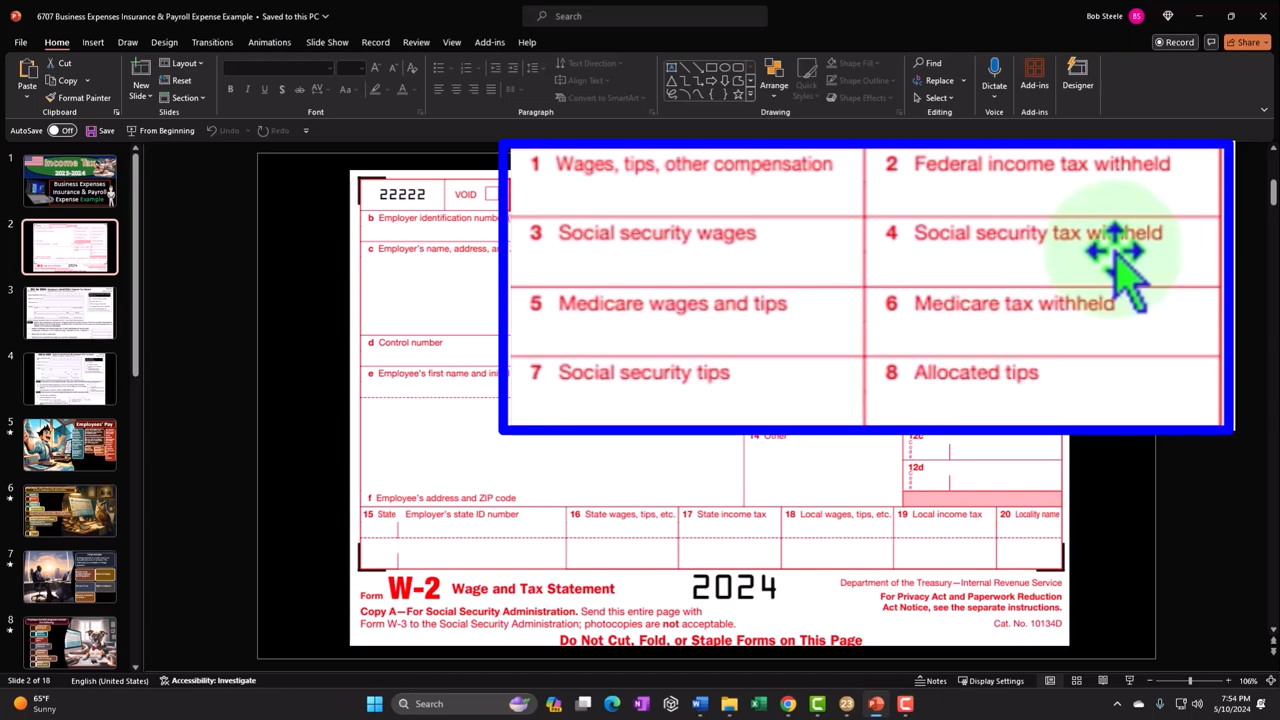 6707 Business Expenses Insurance & Payroll Expense Example • Saved to this PC
Search
Bob Steele
BS
File Home Insert Draw Design Transitions Animations Slide Show Record Review View Add-ins Help
Record
Share
Paste
Cut
Copy
Format Painter
Clipboard
New Slide
Layout
Reset
Section
Slides
Font
Text Direction
Align Text
Convert to SmartArt
Paragraph
Arrange
Quick Styles
Shape Fill
Shape Outline
Shape Effects
Drawing
Find
Replace
Select
Editing
Dictate
Voice
Add-ins
Add-ins
Designer
AutoSave Off Save From Beginning Undo Redo
1
Income Tax
2023-2024
Business Expenses
Insurance & Payroll
Expense Example
2
3
4
5
Employees' Pay
6
7
8
22222 VOID
b Employer identification numb
c Employer's name, address, a
d Control number
e Employee's first name and ini
f Employee's address and ZIP code
1 Wages, tips, other compensation
2 Federal income tax withheld
3 Social security wages
4 Social security tax withheld
5 Medicare wages and tips
6 Medicare tax withheld
7 Social security tips
8 Allocated tips
14 Other
12c
12d
15 State Employer's state ID number
16 State wages, tips, etc.
17 State income tax
18 Local wages, tips, etc.
19 Local income tax
20 Locality name
Form W-2 Wage and Tax Statement 2024
Department of the Treasury—Internal Revenue Service
For Privacy Act and Paperwork Reduction
Act Notice, see the separate instructions.
Copy A—For Social Security Administration. Send this entire page with
Form W-3 to the Social Security Administration; photocopies are not acceptable.
Cat. No. 10134D
Do Not Cut, Fold, or Staple Forms on This Page
Slide 2 of 18 English (United States) Accessibility: Investigate
Notes Display Settings 106%
65°F
Sunny
Search
23
7:54 PM
5/10/2024